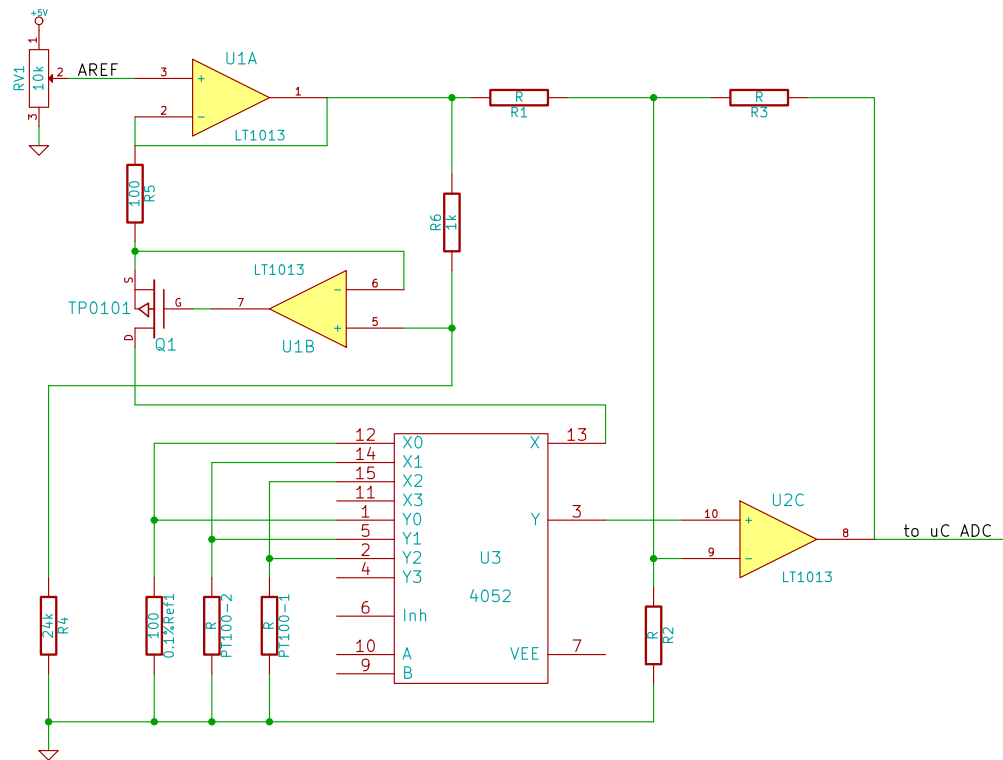 +5V
1
RV1
10k
2
AREF
3
3
+
2
−
U1A
1
LT1013
R
R1
R
R3
100
R5
R6
1k
S
TP0101
G
D
Q1
7
LT1013
−
6
+
5
U1B
12
X0
14
X1
15
X2
11
X3
1
Y0
5
Y1
2
Y2
4
Y3
6
Inh
10
A
9
B
X
13
Y
3
U3
4052
VEE
7
24k
R4
100
0.1%Ref1
R
PT100-2
R
PT100-1
R
R2
10
+
9
−
U2C
8
LT1013
to uC ADC